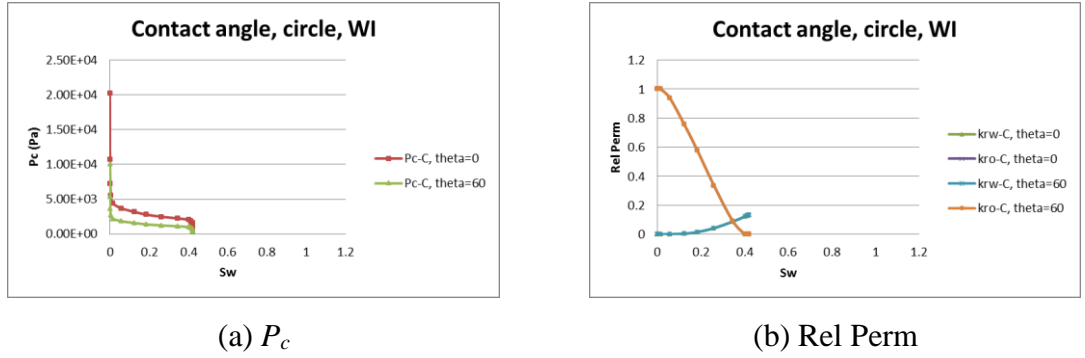 Contact angle, circle, WI
2.50E+04
2.00E+04
1.50E+04
1.00E+04
5.00E+03
0.00E+00
Pc (Pa)
0 0.2 0.4 0.6 0.8 1 1.2
Sw
Pc-C, theta=0
Pc-C, theta=60
(a) Pc
Contact angle, circle, WI
1.2
1
0.8
0.6
0.4
0.2
0
Rel Perm
0 0.2 0.4 0.6 0.8 1 1.2
Sw
krw-C, theta=0
kro-C, theta=0
krw-C, theta=60
kro-C, theta=60
(b) Rel Perm